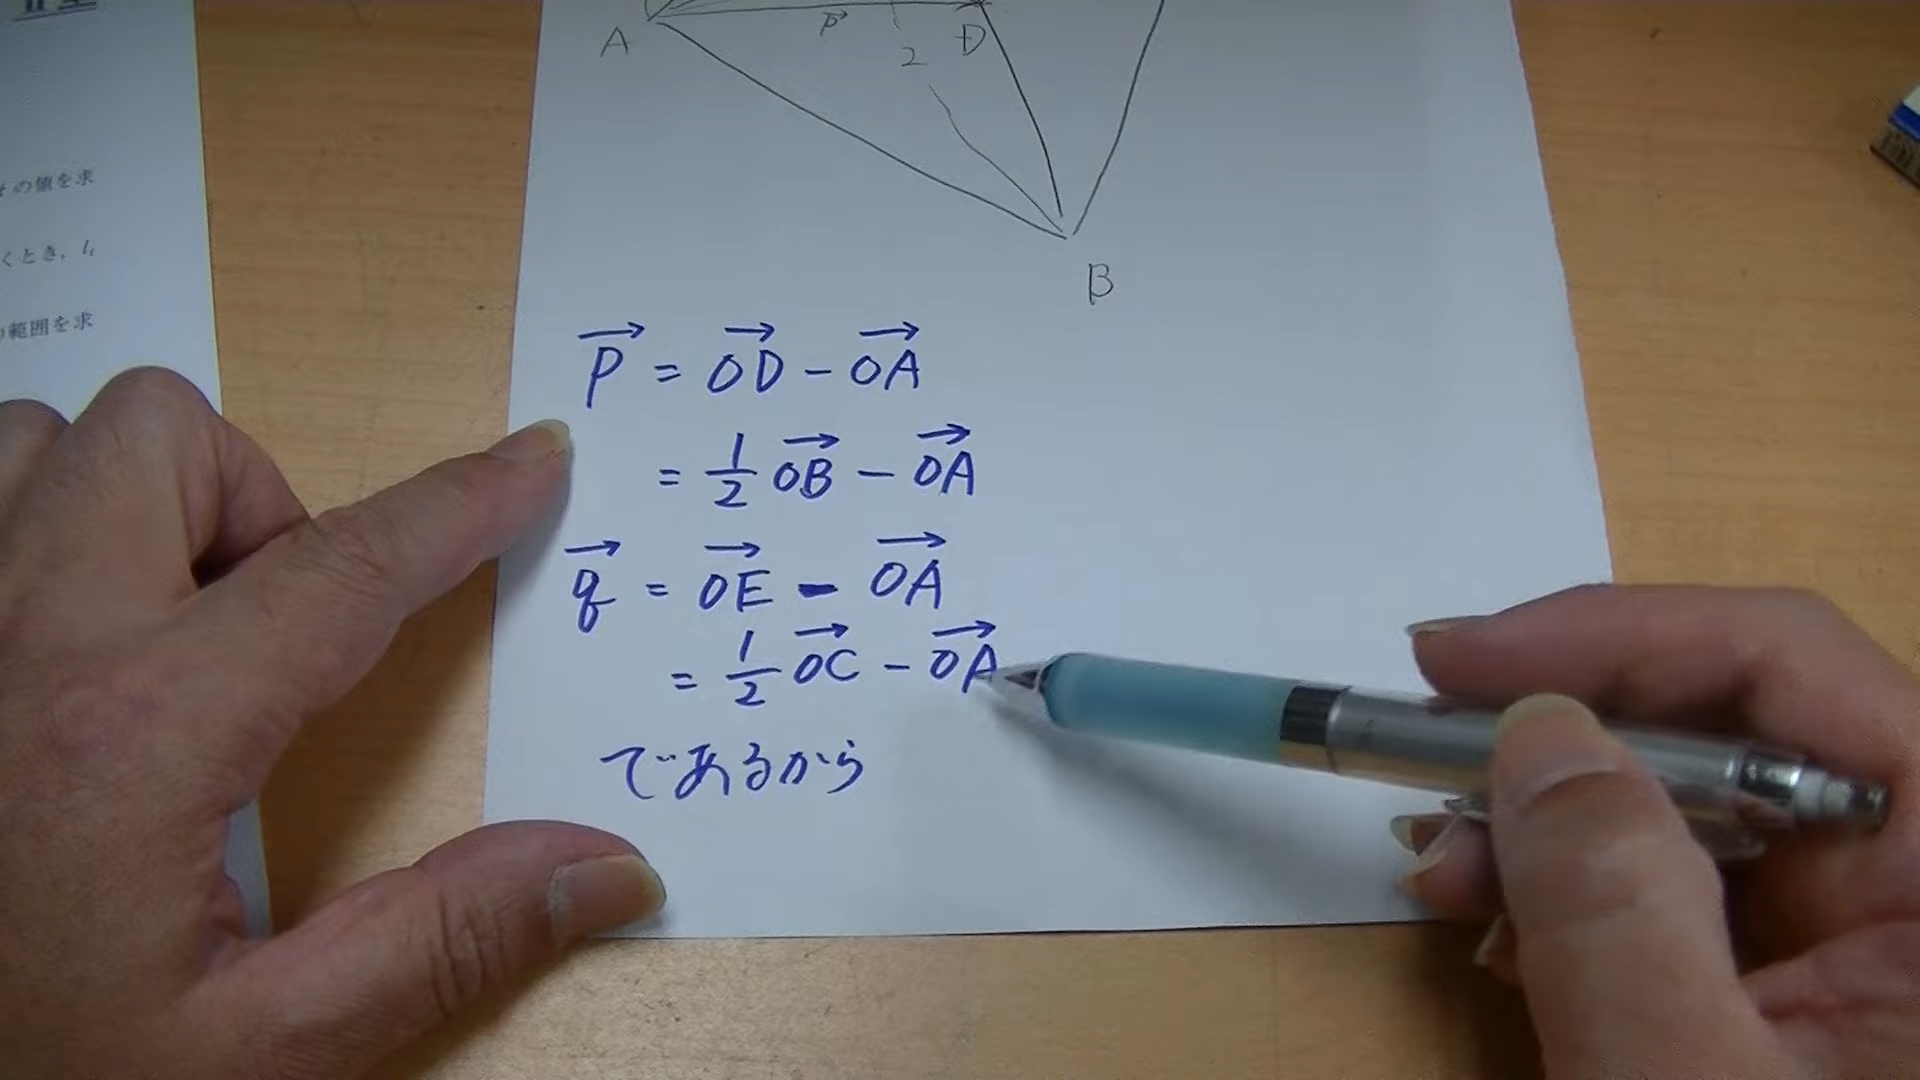 A
p→
2
D
B
p→ = OD→ − OA→
= 1/2 OB→ − OA→
q→ = OE→ − OA→
= 1/2 OC→ − OA→
であるから
の値を求
くとき, l₁
範囲を求